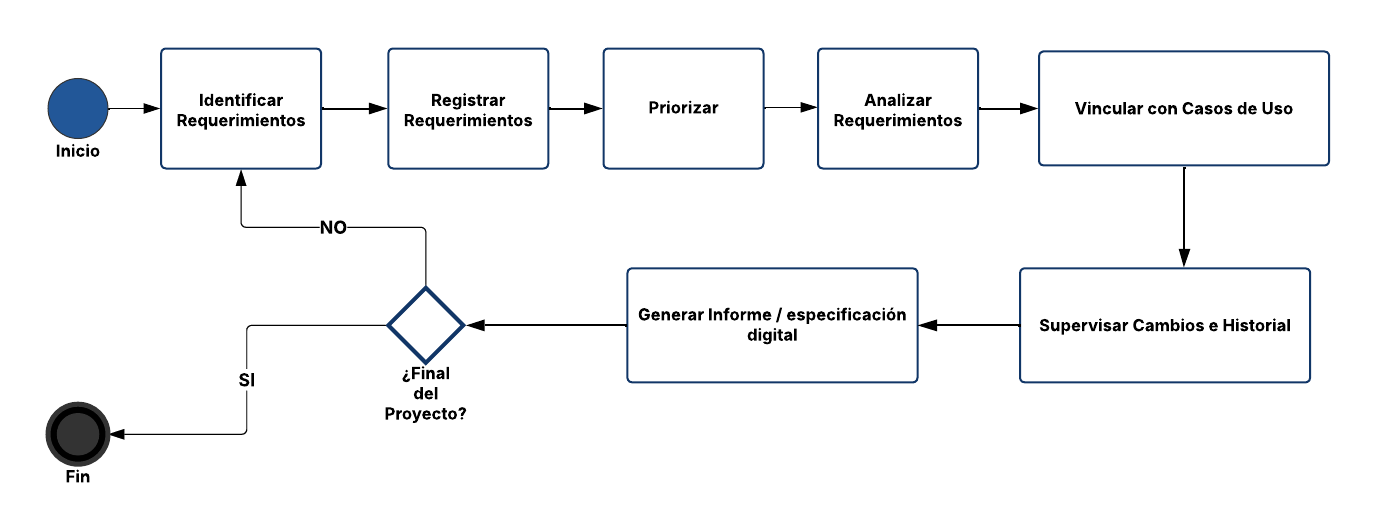 Inicio
Identificar
Requerimientos
Registrar
Requerimientos
Priorizar
Analizar
Requerimientos
Vincular con Casos de Uso
NO
Supervisar Cambios e Historial
Generar Informe / especificación
digital
¿Final
del
Proyecto?
SI
Fin